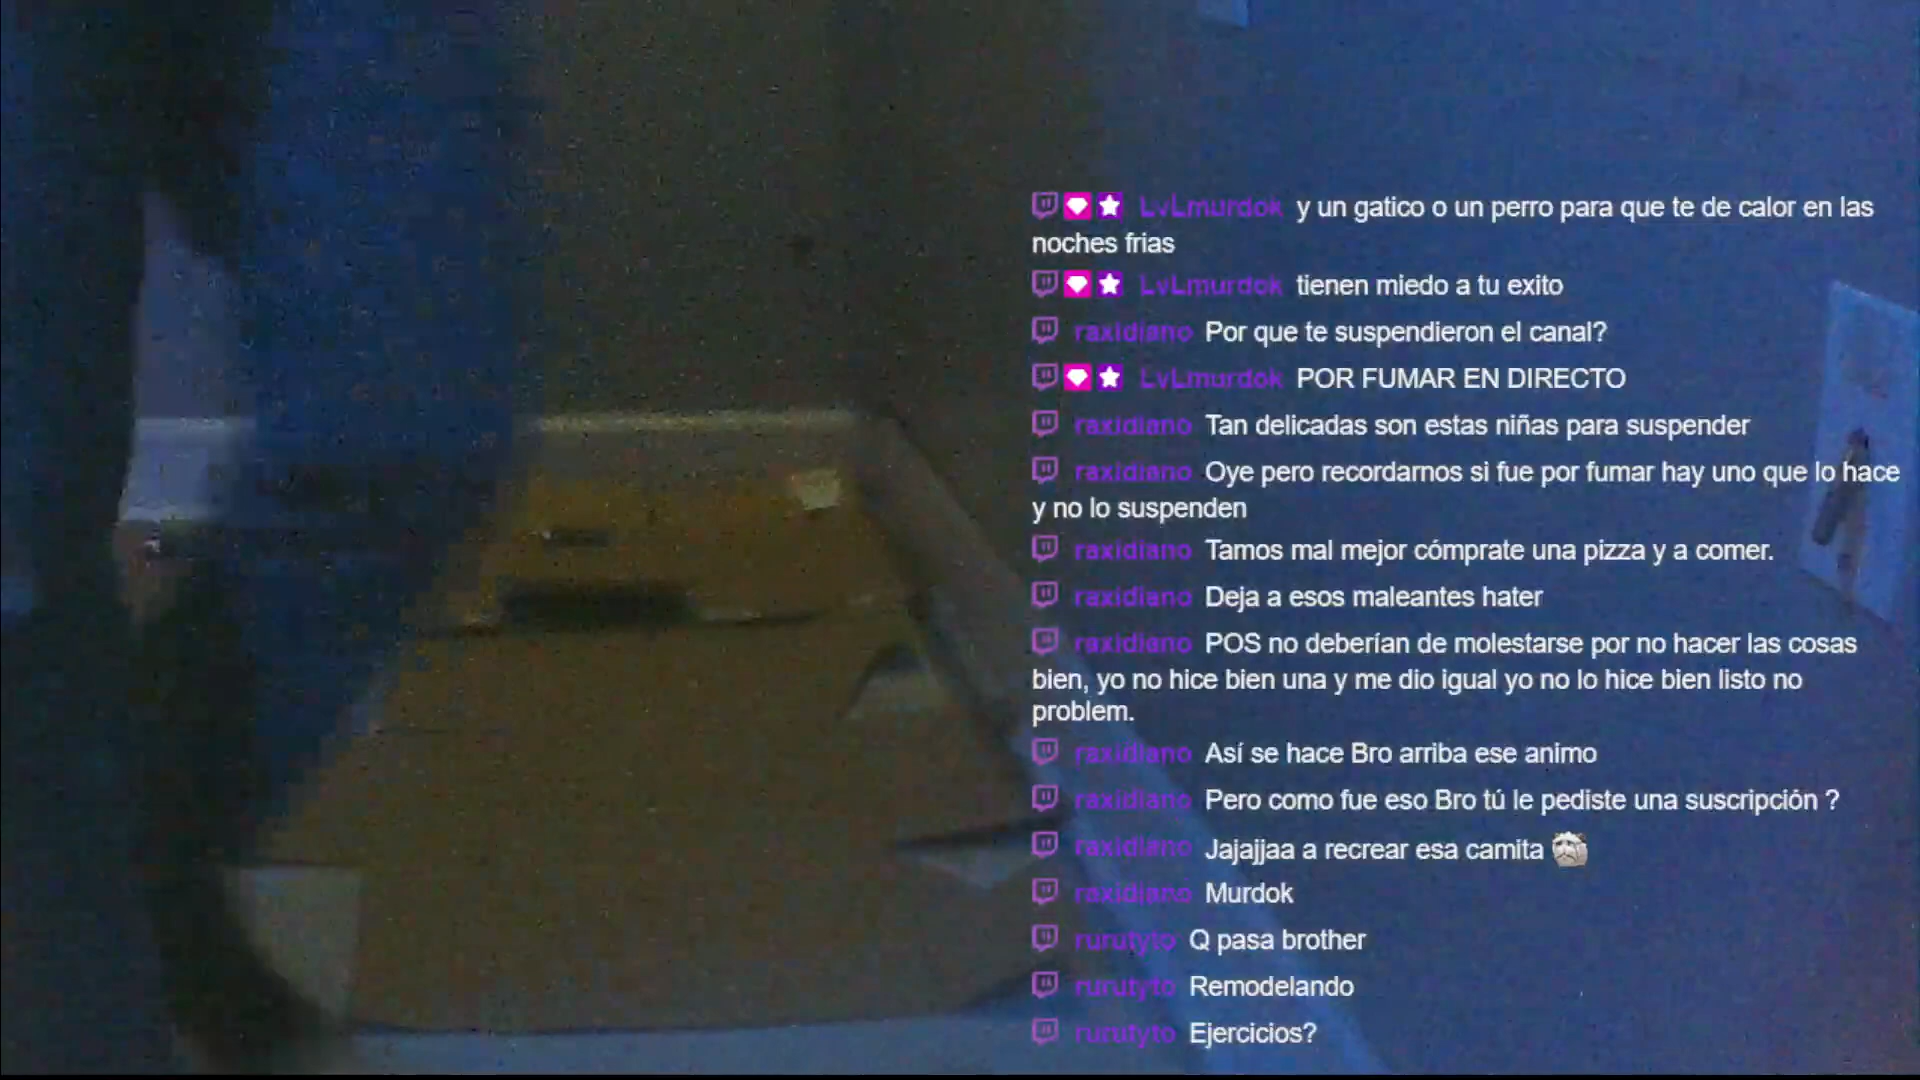 LvLmurdok y un gatico o un perro para que te de calor en las
noches frias
LvLmurdok tienen miedo a tu exito
raxidiano Por que te suspendieron el canal?
LvLmurdok POR FUMAR EN DIRECTO
raxidiano Tan delicadas son estas niñas para suspender
raxidiano Oye pero recordarnos si fue por fumar hay uno que lo hace
y no lo suspenden
raxidiano Tamos mal mejor cómprate una pizza y a comer.
raxidiano Deja a esos maleantes hater
raxidiano POS no deberían de molestarse por no hacer las cosas
bien, yo no hice bien una y me dio igual yo no lo hice bien listo no
problem.
raxidiano Así se hace Bro arriba ese animo
raxidiano Pero como fue eso Bro tú le pediste una suscripción ?
raxidiano Jajajjaa a recrear esa camita
raxidiano Murdok
rurutyto Q pasa brother
rurutyto Remodelando
rurutyto Ejercicios?